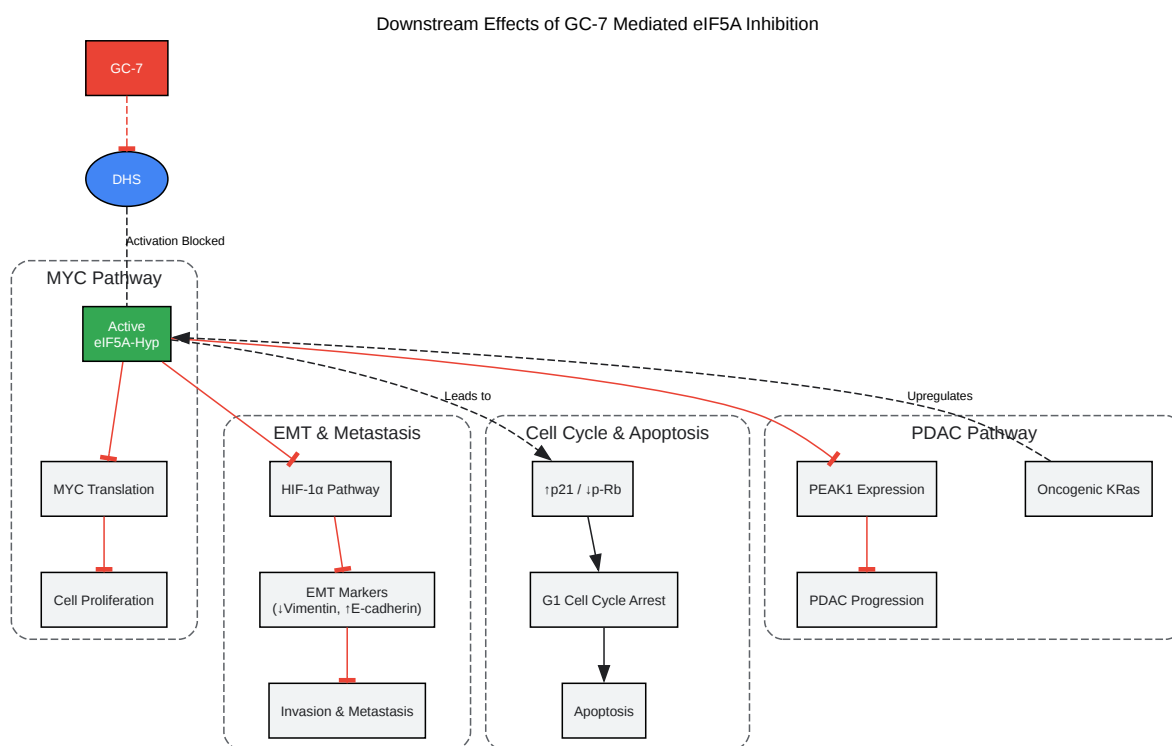 Downstream Effects of GC-7 Mediated eIF5A Inhibition
GC-7
DHS
Activation Blocked
MYC Pathway
Active
eIF5A-Hyp
Leads to
Upregulates
EMT & Metastasis
Cell Cycle & Apoptosis
PDAC Pathway
MYC Translation
HIF-1α Pathway
↑p21 / ↓p-Rb
PEAK1 Expression
Oncogenic KRas
Cell Proliferation
EMT Markers
(↓Vimentin, ↑E-cadherin)
G1 Cell Cycle Arrest
PDAC Progression
Invasion & Metastasis
Apoptosis